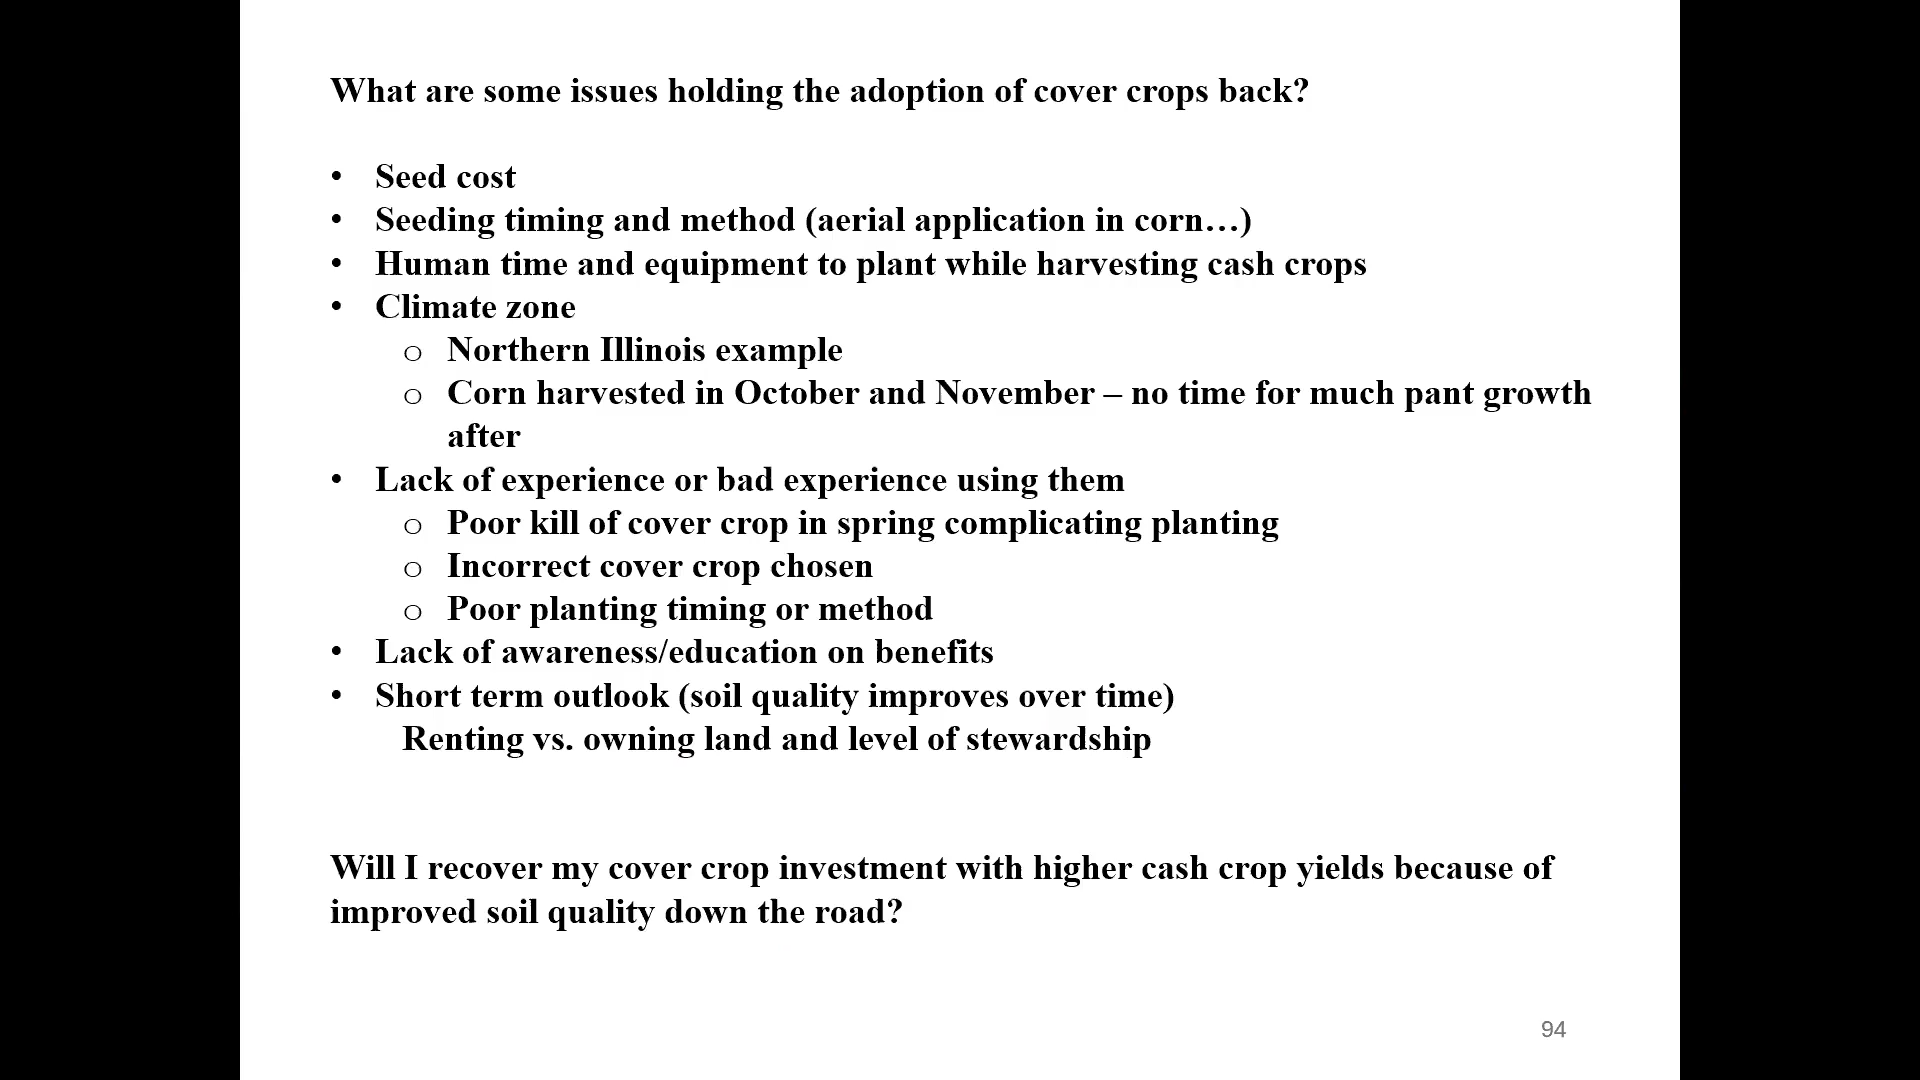 What are some issues holding the adoption of cover crops back?
• Seed cost
• Seeding timing and method (aerial application in corn…)
• Human time and equipment to plant while harvesting cash crops
• Climate zone
o Northern Illinois example
o Corn harvested in October and November – no time for much pant growth
after
• Lack of experience or bad experience using them
o Poor kill of cover crop in spring complicating planting
o Incorrect cover crop chosen
o Poor planting timing or method
• Lack of awareness/education on benefits
• Short term outlook (soil quality improves over time)
Renting vs. owning land and level of stewardship
Will I recover my cover crop investment with higher cash crop yields because of
improved soil quality down the road?
94